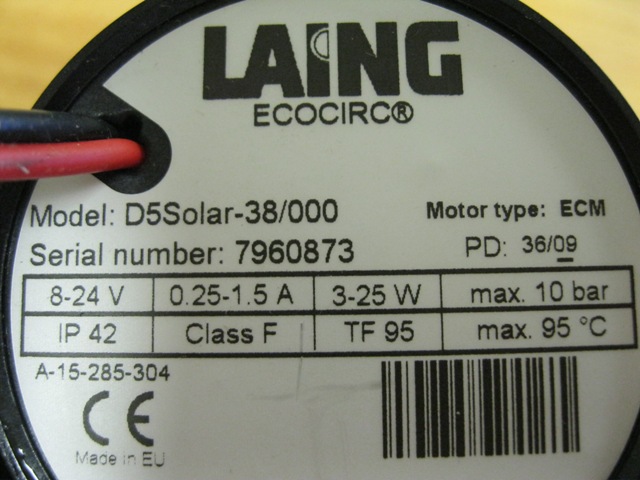 LAING
ECOCIRC®
Model: D5Solar-38/000 Motor type: ECM
Serial number: 7960873 PD: 36/09
8-24 V 0.25-1.5 A 3-25 W max. 10 bar
IP 42 Class F TF 95 max. 95 °C
A-15-285-304
CE
Made in EU